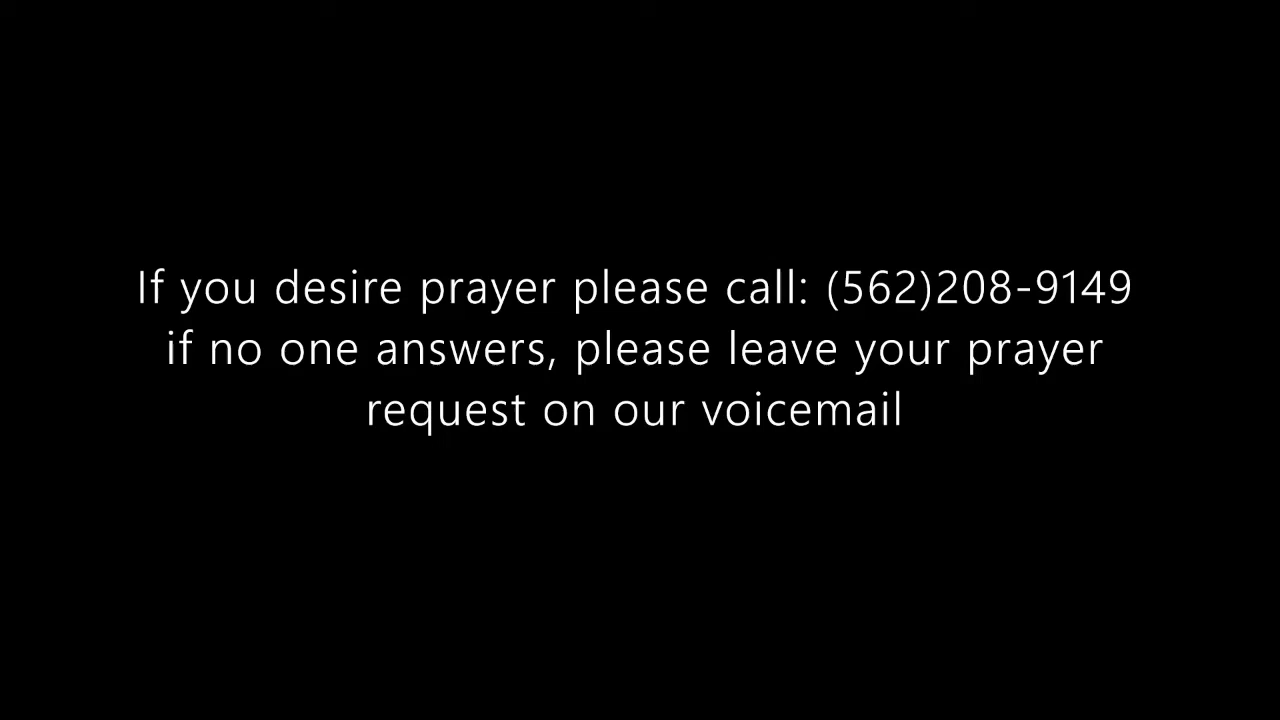 If you desire prayer please call: (562)208-9149
if no one answers, please leave your prayer
request on our voicemail